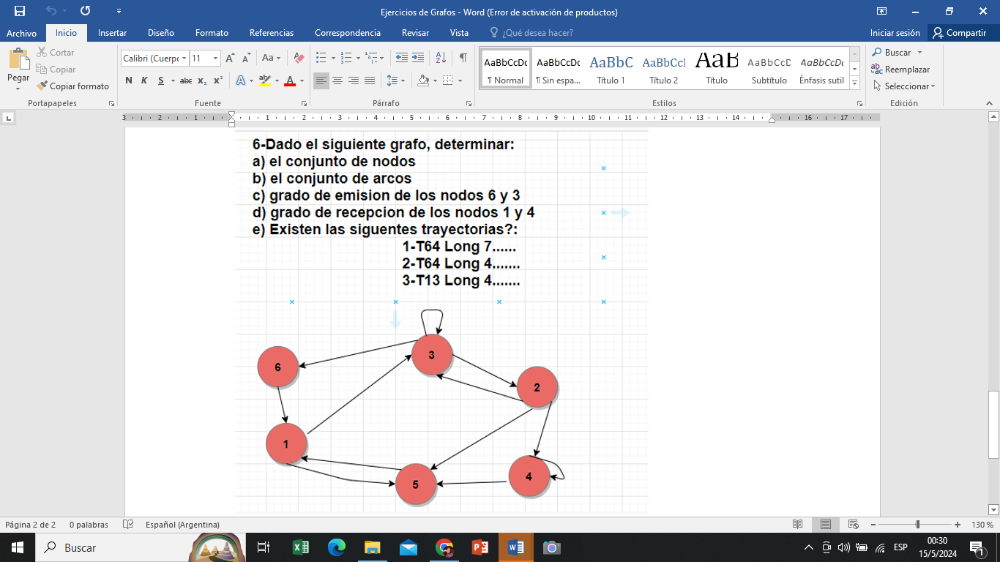 Ejercicios de Grafos - Word (Error de activación de productos)
Archivo Inicio Insertar Diseño Formato Referencias Correspondencia Revisar Vista ¿Qué desea hacer? Iniciar sesión Compartir
Pegar
Cortar
Copiar
Copiar formato
Portapapeles
Calibri (Cuerpo 11
N K S abc x₂ x²
Fuente
Párrafo
AaBbCcDc AaBbCcDc AaBbC AaBbCcI AaB AaBbCcD AaBbCcDc
¶ Normal ¶ Sin espa... Título 1 Título 2 Título Subtítulo Énfasis sutil
Estilos
Buscar
Reemplazar
Seleccionar
Edición
3 2 1 1 2 3 4 5 6 7 8 9 10 11 12 13 14 16 17
6-Dado el siguiente grafo, determinar:
a) el conjunto de nodos
b) el conjunto de arcos
c) grado de emision de los nodos 6 y 3
d) grado de recepcion de los nodos 1 y 4
e) Existen las siguentes trayectorias?:
1-T64 Long 7......
2-T64 Long 4.......
3-T13 Long 4.......
3
6
2
1
4
5
Página 2 de 2 0 palabras Español (Argentina) 130 %
Buscar
ESP
00:30
15/5/2024
1